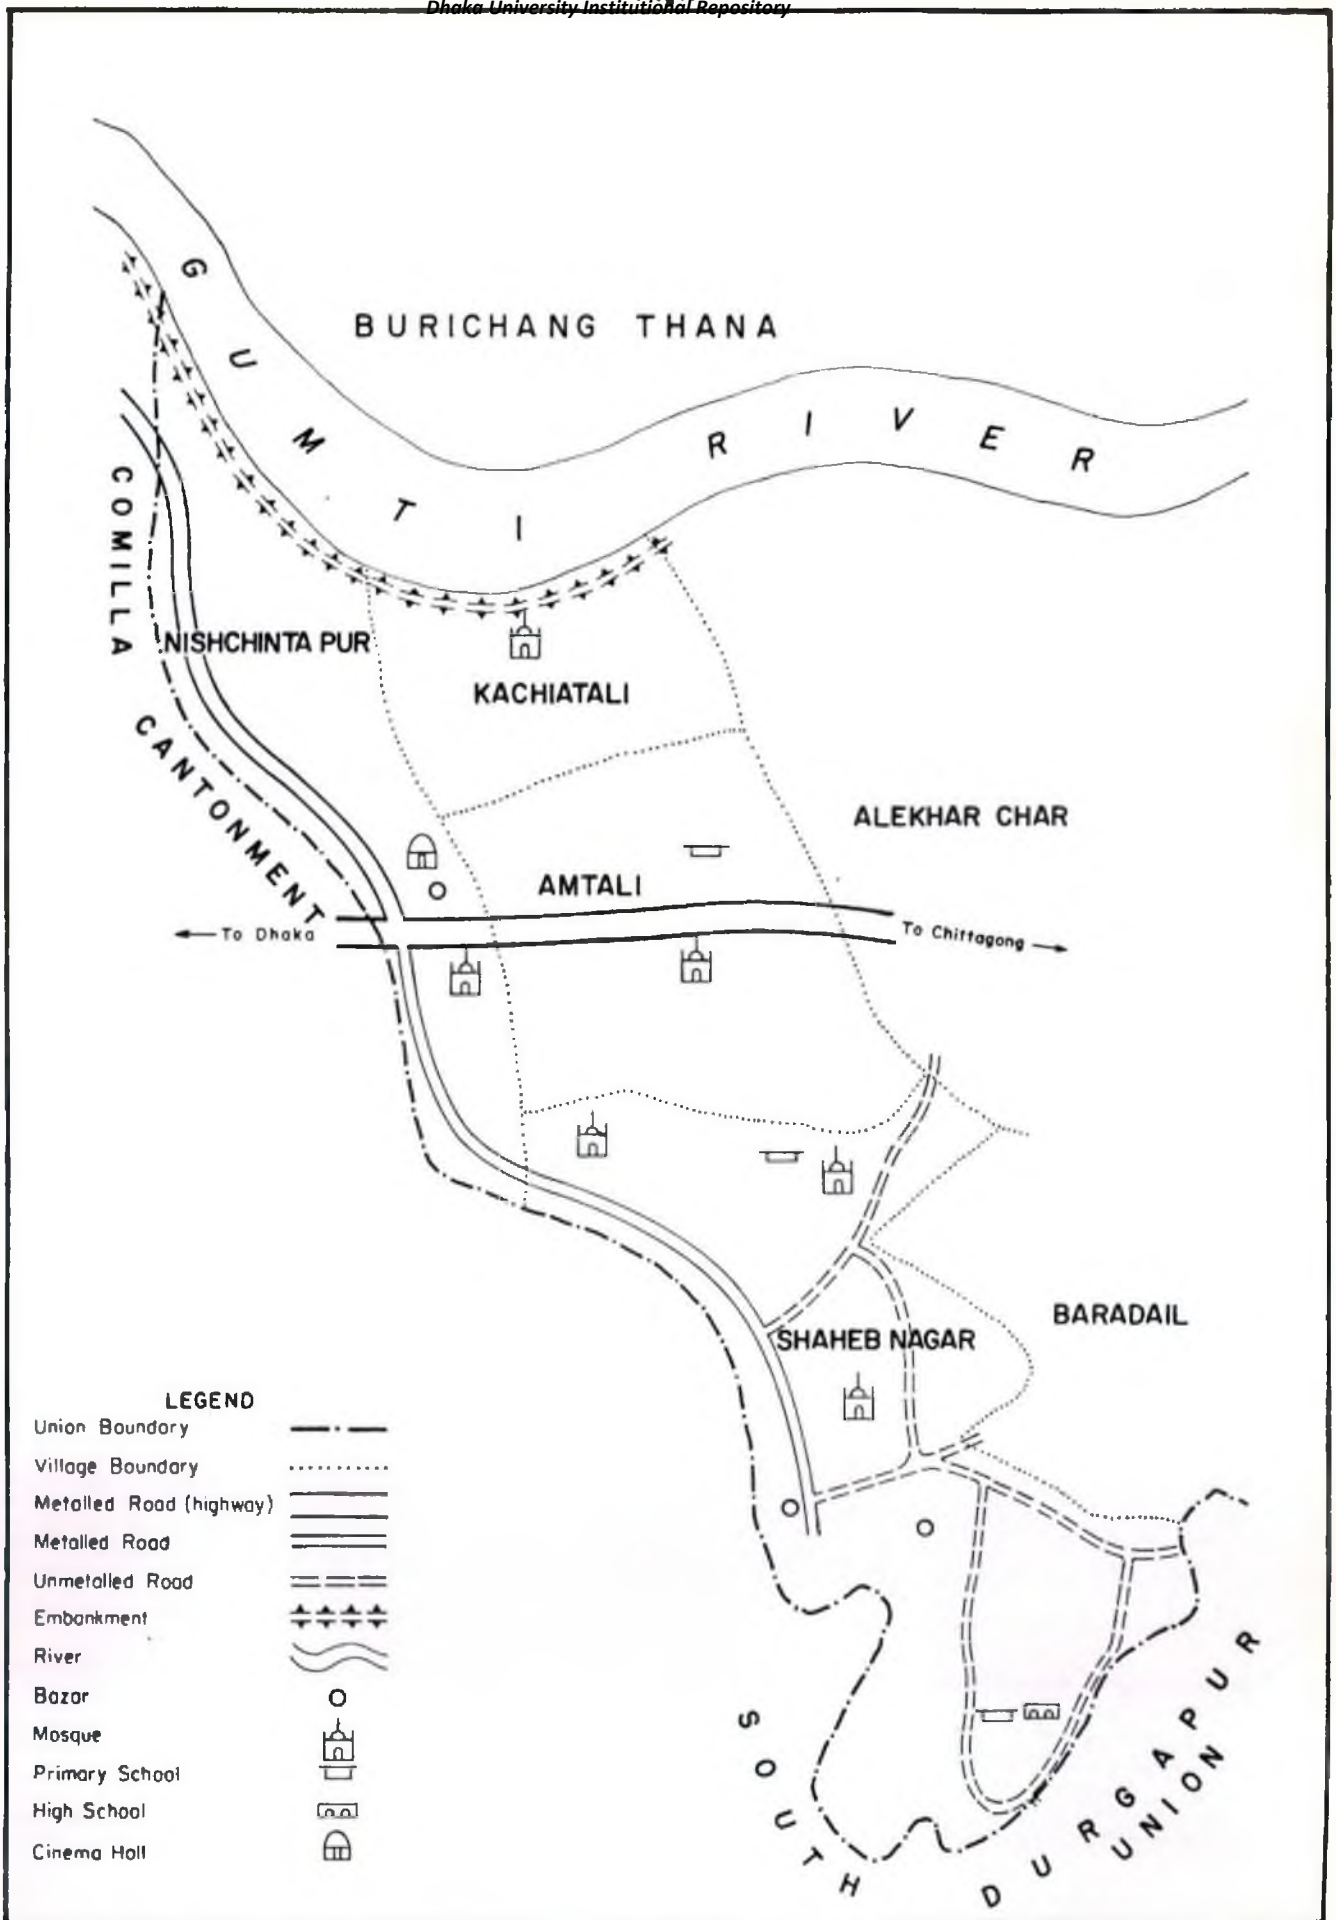 Dhaka University Institutional Repository
BURICHANG THANA
GUMTI RIVER
COMILLA CANTONMENT
NISHCHINTA PUR
KACHIATALI
ALEKHAR CHAR
AMTALI
To Dhaka
To Chittagong
BARADAIL
SHAHEB NAGAR
LEGEND
Union Boundary
Village Boundary
Metalled Road (highway)
Metalled Road
Unmetalled Road
Embankment
River
Bazar
Mosque
Primary School
High School
Cinema Hall
SOUTH DURGAPUR
UNION